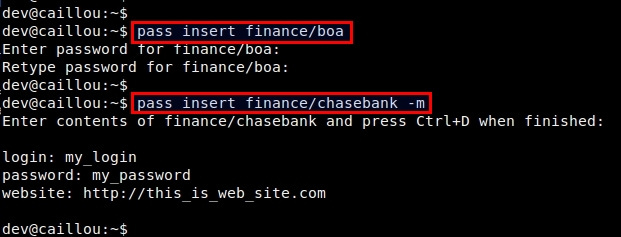 dev@caillou:~$
dev@caillou:~$ pass insert finance/boa
Enter password for finance/boa:
Retype password for finance/boa:
dev@caillou:~$
dev@caillou:~$ pass insert finance/chasebank -m
Enter contents of finance/chasebank and press Ctrl+D when finished:
login: my_login
password: my_password
website: http://this_is_web_site.com
dev@caillou:~$